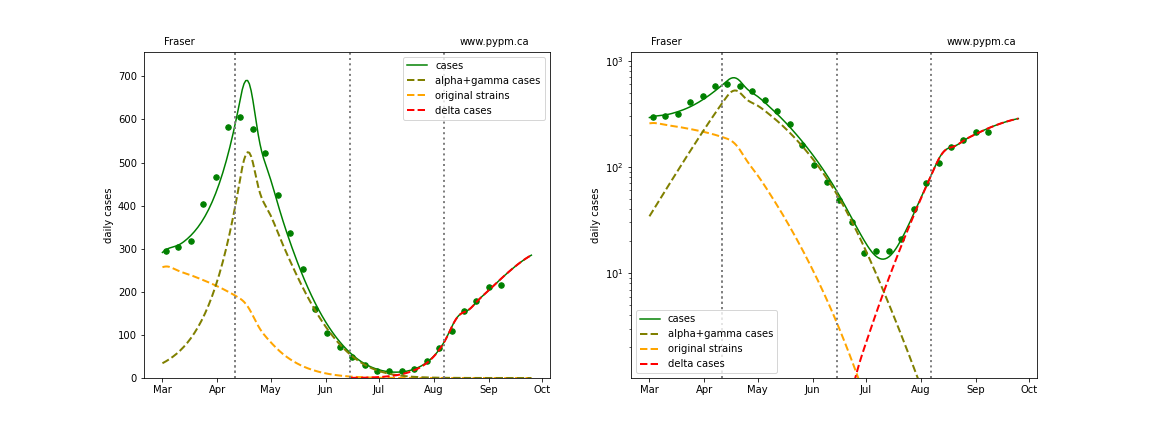 Fraser
www.pypm.ca
daily cases
700
600
500
400
300
200
100
0
Mar Apr May Jun Jul Aug Sep Oct
cases
alpha+gamma cases
original strains
delta cases
Fraser
www.pypm.ca
daily cases
10³
10²
10¹
Mar Apr May Jun Jul Aug Sep Oct
cases
alpha+gamma cases
original strains
delta cases